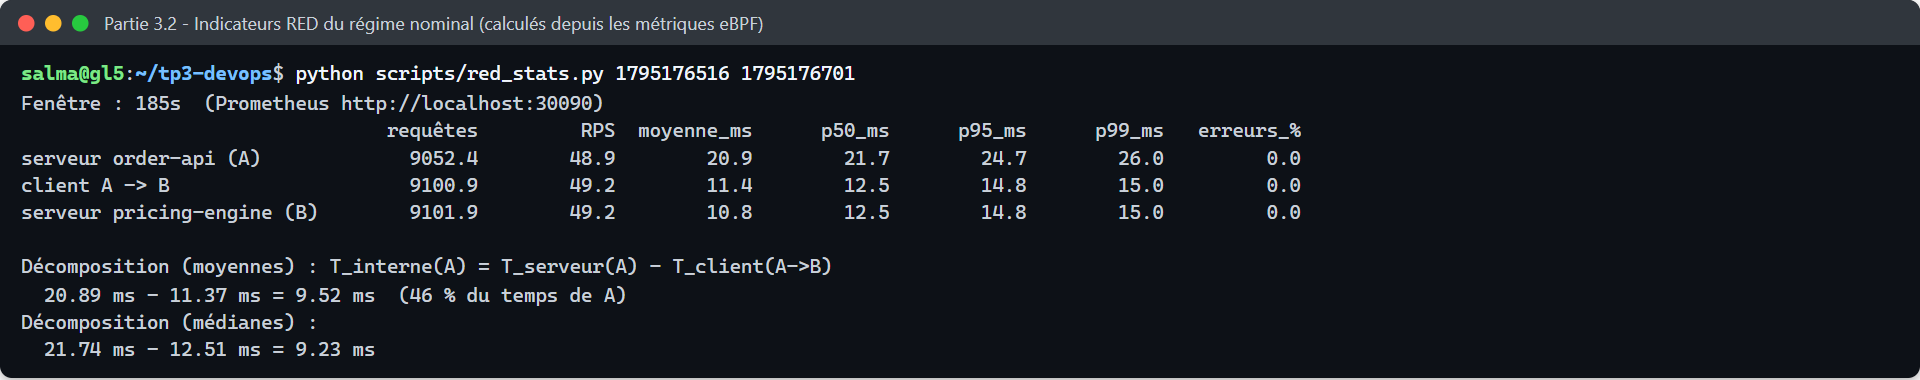 Partie 3.2 - Indicateurs RED du régime nominal (calculés depuis les métriques eBPF)
salma@gl5:~/tp3-devops$ python scripts/red_stats.py 1795176516 1795176701
Fenêtre : 185s  (Prometheus http://localhost:30090)
requêtes RPS moyenne_ms p50_ms p95_ms p99_ms erreurs_%
serveur order-api (A) 9052.4 48.9 20.9 21.7 24.7 26.0 0.0
client A -> B 9100.9 49.2 11.4 12.5 14.8 15.0 0.0
serveur pricing-engine (B) 9101.9 49.2 10.8 12.5 14.8 15.0 0.0
Décomposition (moyennes) : T_interne(A) = T_serveur(A) - T_client(A->B)
20.89 ms - 11.37 ms = 9.52 ms  (46 % du temps de A)
Décomposition (médianes) :
21.74 ms - 12.51 ms = 9.23 ms